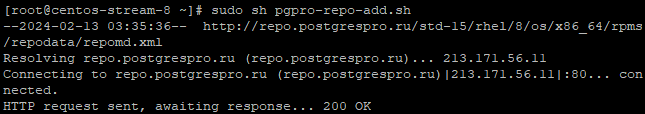 [root@centos-stream-8 ~]# sudo sh pgpro-repo-add.sh
--2024-02-13 03:35:36--  http://repo.postgrespro.ru/std-15/rhel/8/os/x86_64/rpms
/repodata/repomd.xml
Resolving repo.postgrespro.ru (repo.postgrespro.ru)... 213.171.56.11
Connecting to repo.postgrespro.ru (repo.postgrespro.ru)|213.171.56.11|:80... con
nected.
HTTP request sent, awaiting response... 200 OK